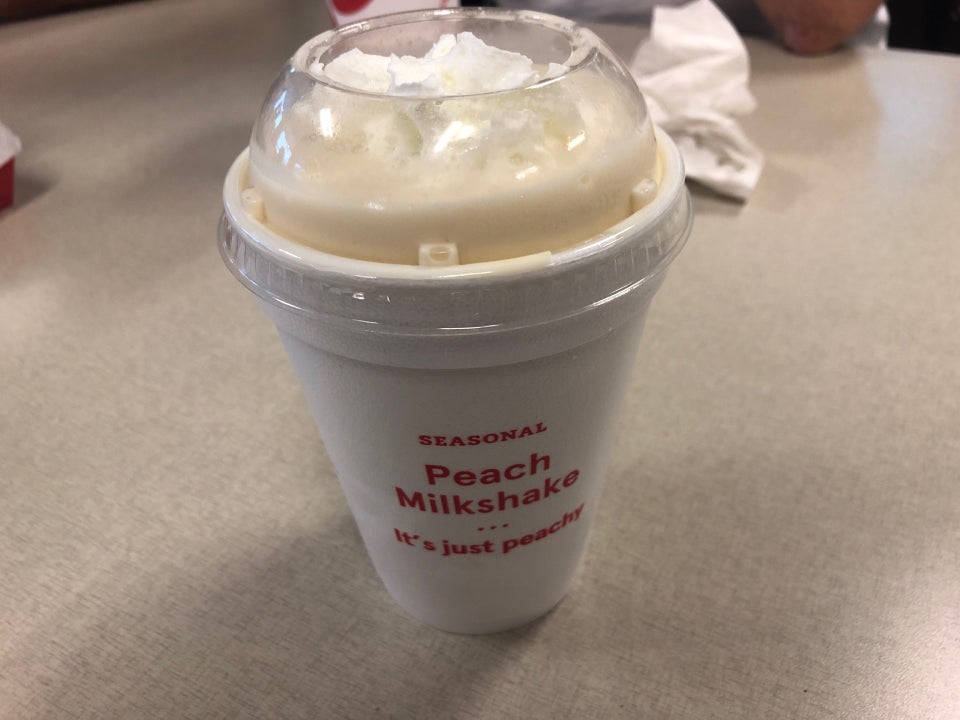 SEASONAL
Peach
Milkshake
...
It's just peachy